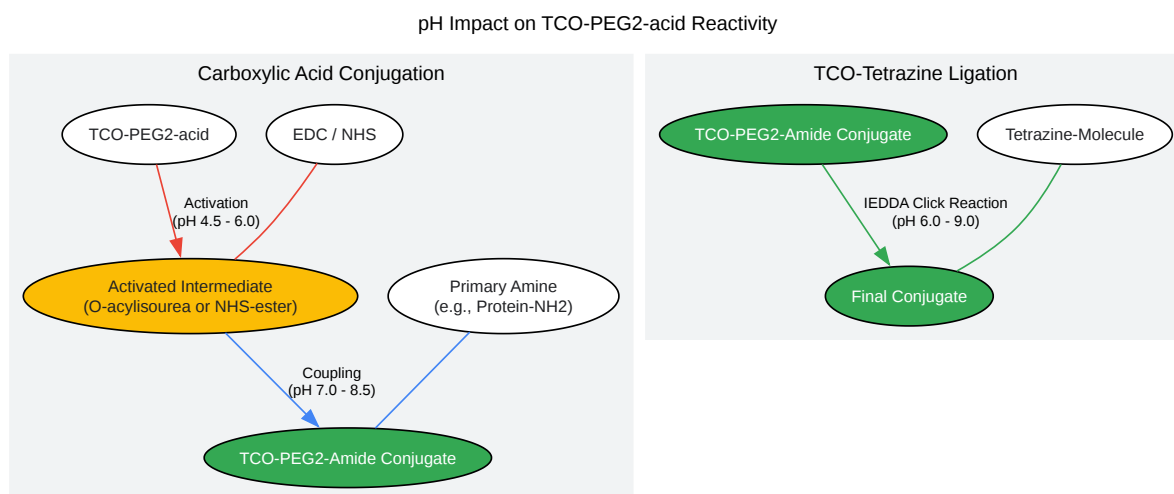 pH Impact on TCO-PEG2-acid Reactivity
Carboxylic Acid Conjugation
TCO-PEG2-acid
EDC / NHS
Activation
(pH 4.5 - 6.0)
Activated Intermediate
(O-acylisourea or NHS-ester)
Primary Amine
(e.g., Protein-NH2)
Coupling
(pH 7.0 - 8.5)
TCO-PEG2-Amide Conjugate
TCO-Tetrazine Ligation
TCO-PEG2-Amide Conjugate
Tetrazine-Molecule
IEDDA Click Reaction
(pH 6.0 - 9.0)
Final Conjugate